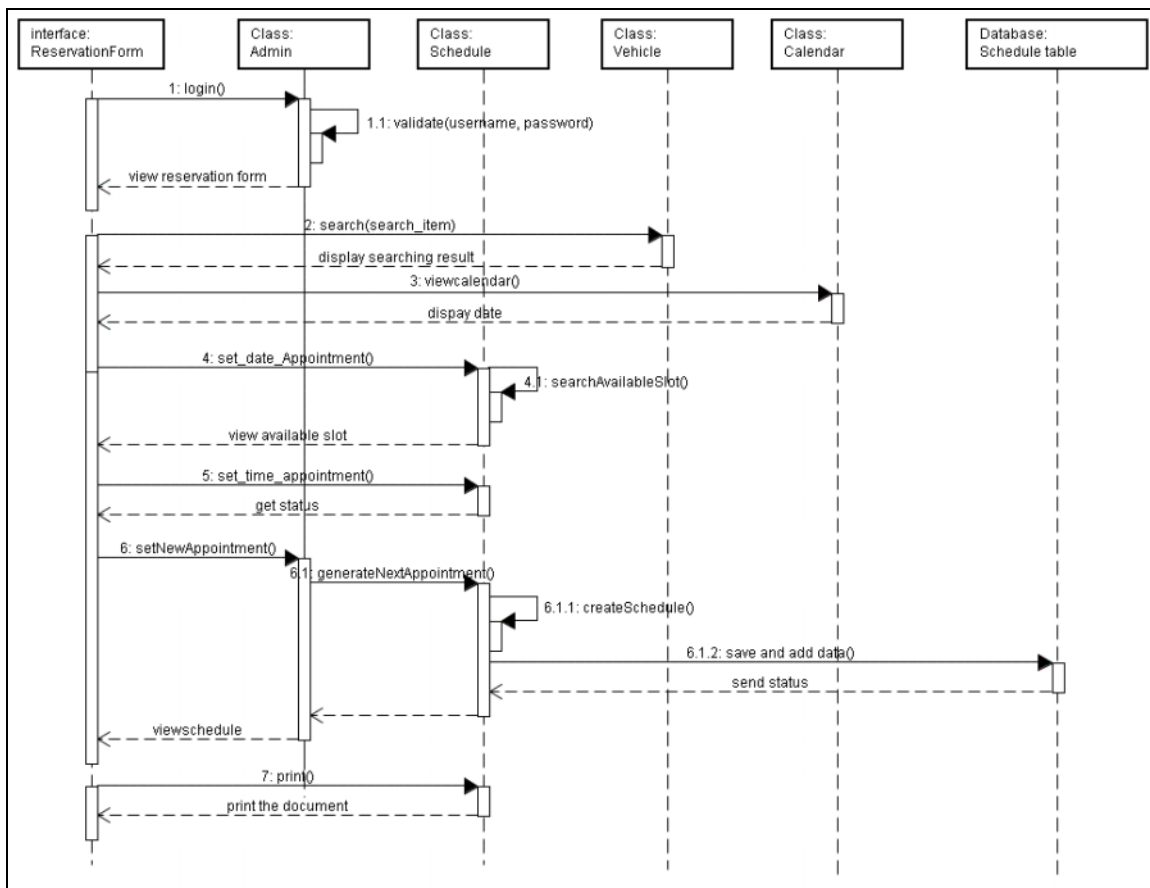 interface:
ReservationForm
Class:
Admin
Class:
Schedule
Class:
Vehicle
Class:
Calendar
Database:
Schedule table
1: login()
1.1: validate(username, password)
view reservation form
2: search(search_item)
display searching result
3: viewcalendar()
dispay date
4: set_date_Appointment()
4.1: searchAvailableSlot()
view available slot
5: set_time_appointment()
get status
6: setNewAppointment()
6.1: generateNextAppointment()
6.1.1: createSchedule()
6.1.2: save and add data()
send status
viewschedule
7: print()
print the document